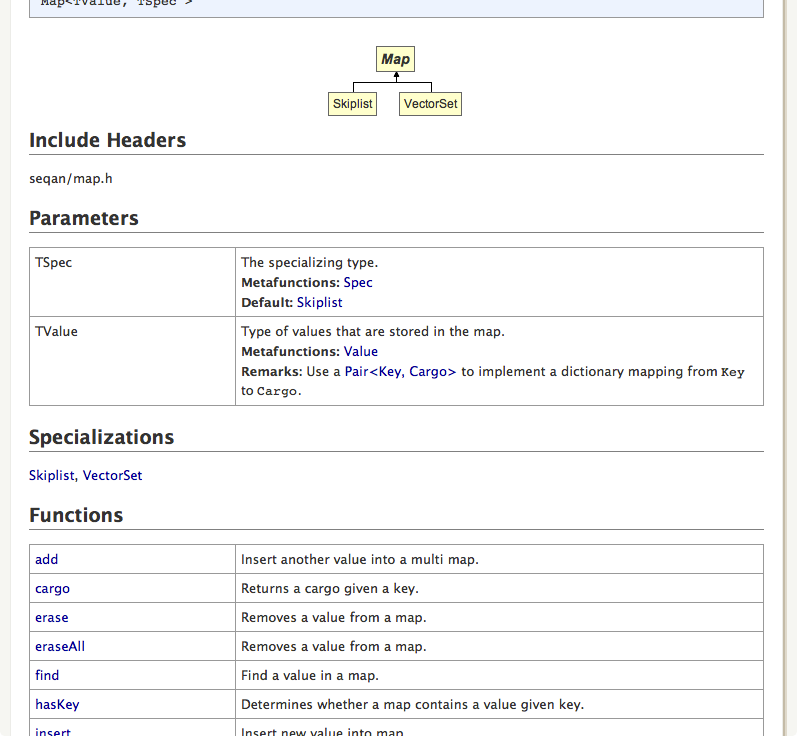 Map<TValue, TSpec >
Map
Skiplist VectorSet
Include Headers
seqan/map.h
Parameters
TSpec The specializing type.
Metafunctions: Spec
Default: Skiplist
TValue Type of values that are stored in the map.
Metafunctions: Value
Remarks: Use a Pair<Key, Cargo> to implement a dictionary mapping from Key
to Cargo.
Specializations
Skiplist, VectorSet
Functions
add Insert another value into a multi map.
cargo Returns a cargo given a key.
erase Removes a value from a map.
eraseAll Removes a value from a map.
find Find a value in a map.
hasKey Determines whether a map contains a value given key.
insert Insert new value into map.